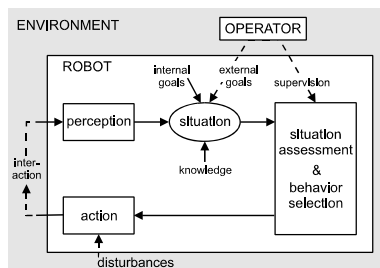 ENVIRONMENT
OPERATOR
ROBOT
internal
goals
external
goals
supervision
perception
situation
situation
assessment
&
behavior
selection
inter-
action
knowledge
action
disturbances